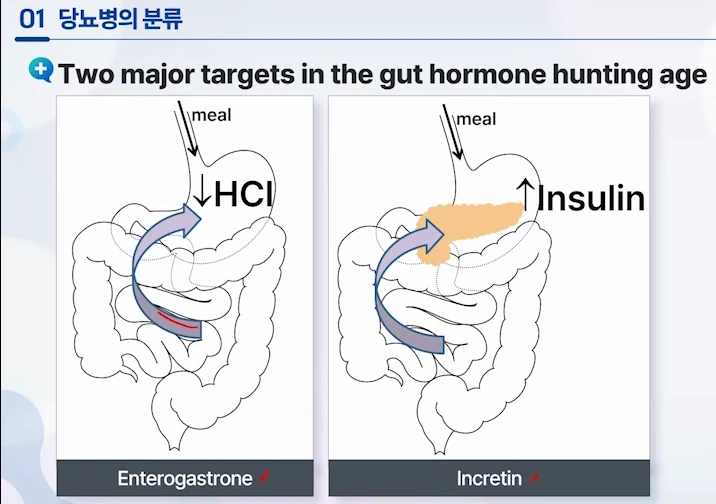 01 당뇨병의 분류
Two major targets in the gut hormone hunting age
meal
↓HCl
Enterogastrone
meal
↑Insulin
Incretin